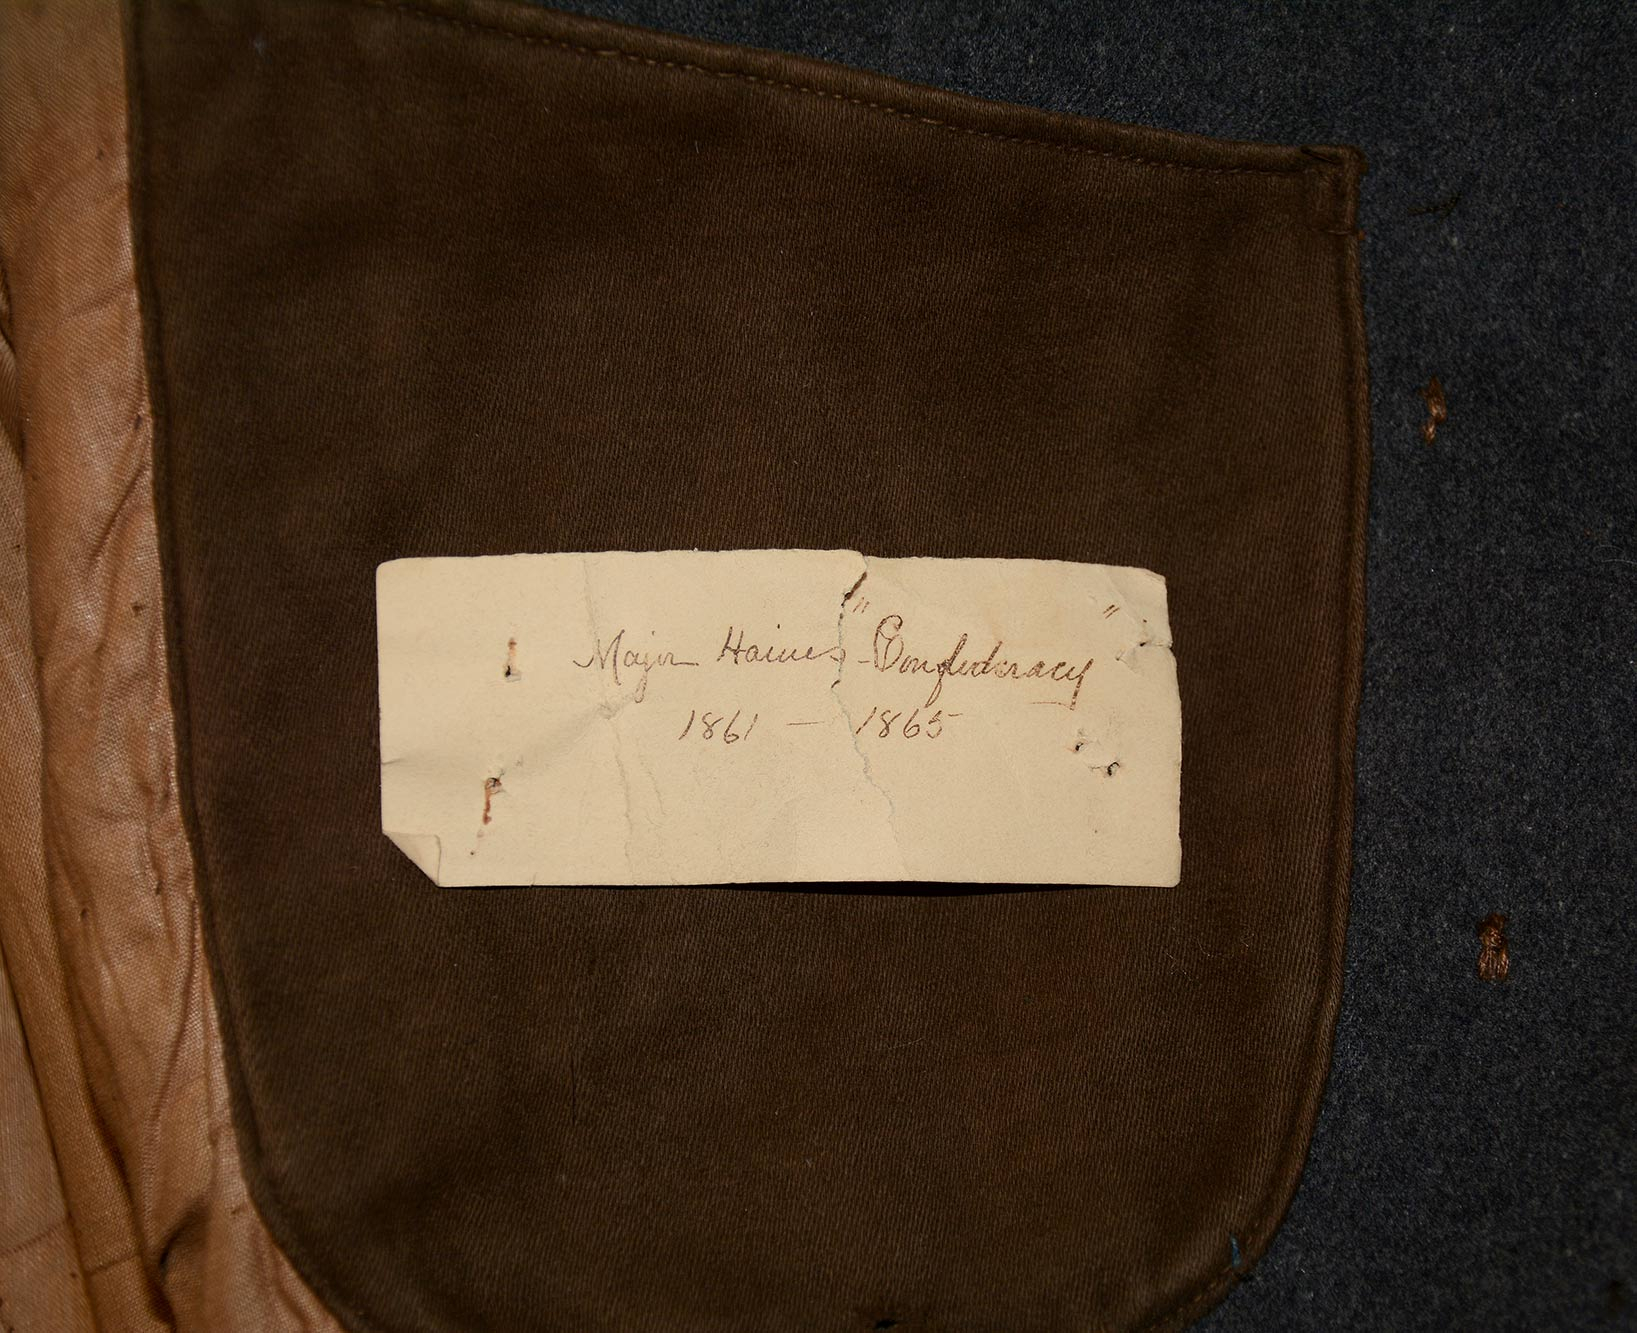 Major Haines "Confederacy"
1861 — 1865